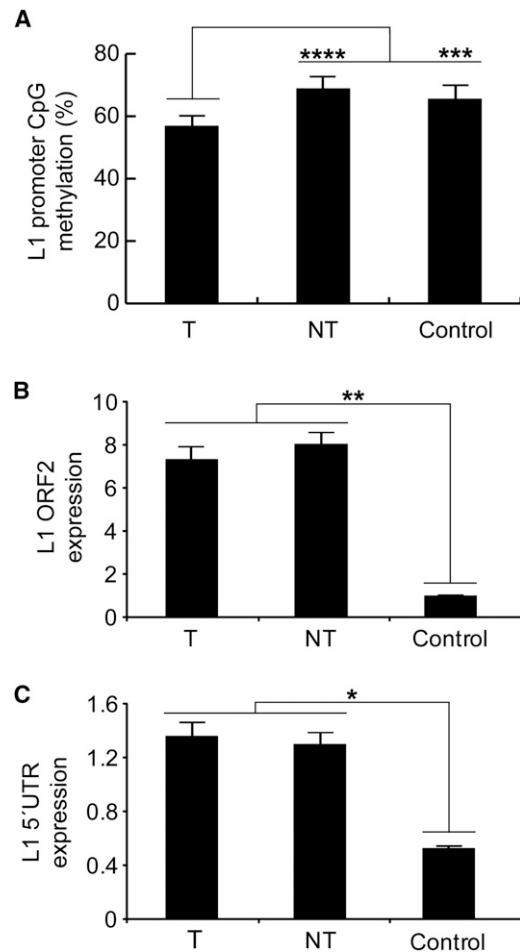 A
L1 promoter CpG
methylation (%)
80
60
40
20
0
****
***
T NT Control
B
L1 ORF2
expression
10
8
6
4
2
0
**
T NT Control
C
L1 5´UTR
expression
1.6
1.2
0.8
0.4
0
*
T NT Control